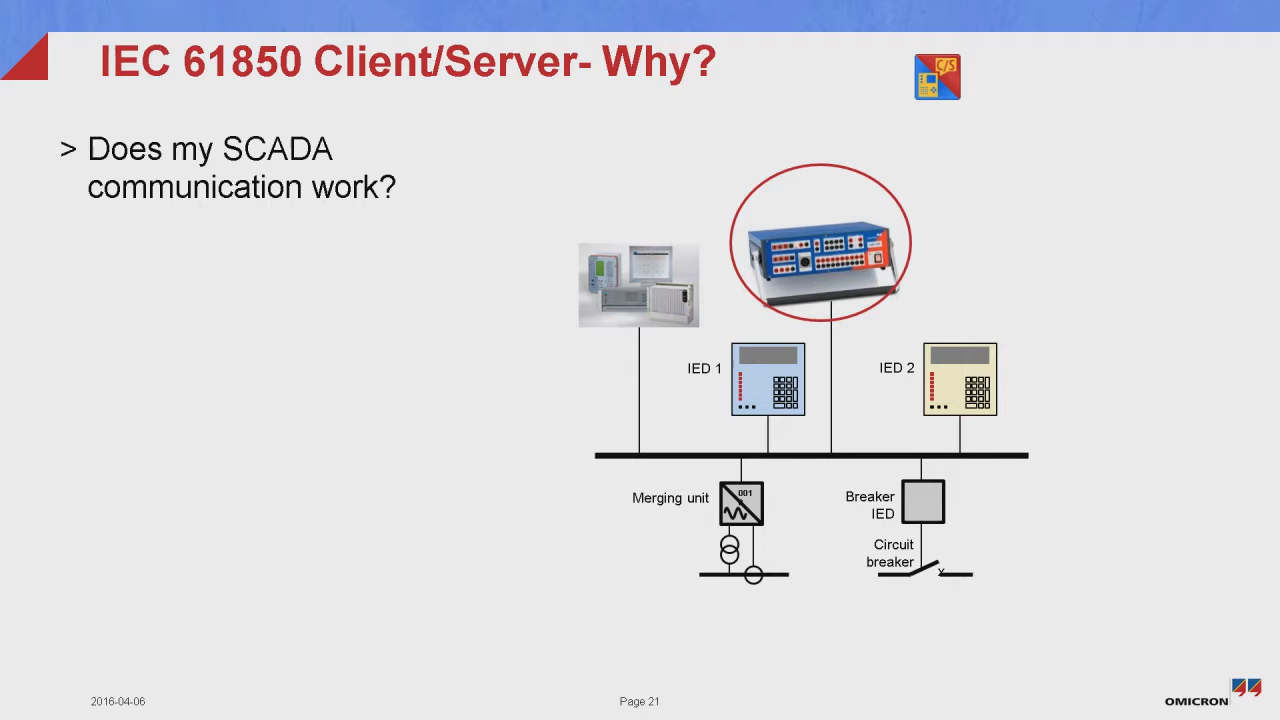 IEC 61850 Client/Server- Why?
C/S
> Does my SCADA
communication work?
IED 1
IED 2
Merging unit
001
Breaker
IED
Circuit
breaker
x
2016-04-06
Page 21
OMICRON